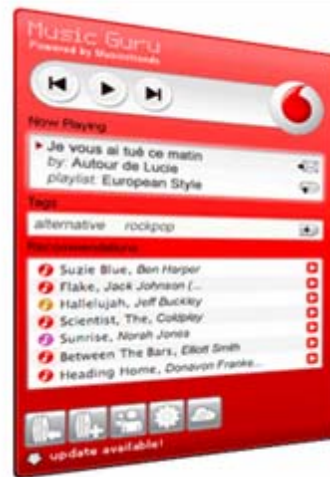 Music Guru
Powered by MusicStrands
Now Playing
Je vous ai tué ce matin
by: Autour de Lucie
playlist: European Style
Tags
alternative rockpop
Recommendations
Suzie Blue, Ben Harper
Flake, Jack Johnson (...
Hallelujah, Jeff Buckley
Scientist, The, Coldplay
Sunrise, Norah Jones
Between The Bars, Elliott Smith
Heading Home, Donavon Franke...
update available!